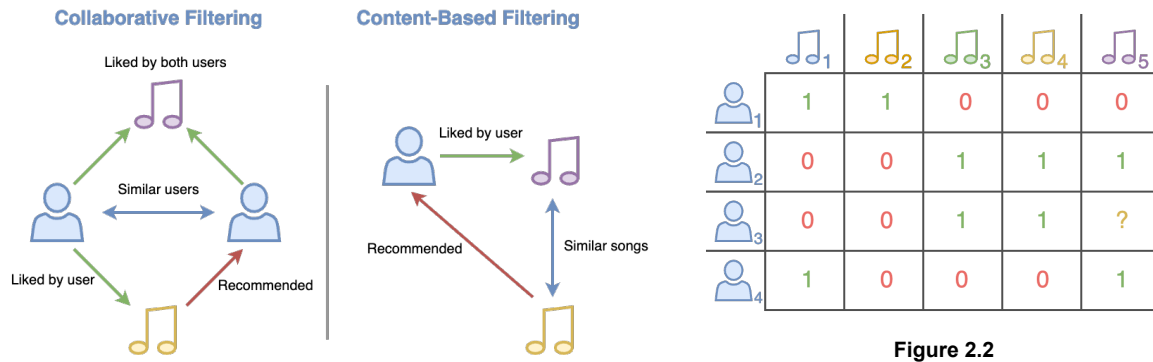 Collaborative Filtering
Liked by both users
Similar users
Liked by user
Recommended
Content-Based Filtering
Liked by user
Recommended
Similar songs
1 2 3 4 5
1 1 1 0 0 0
2 0 0 1 1 1
3 0 0 1 1 ?
4 1 0 0 0 1
Figure 2.2